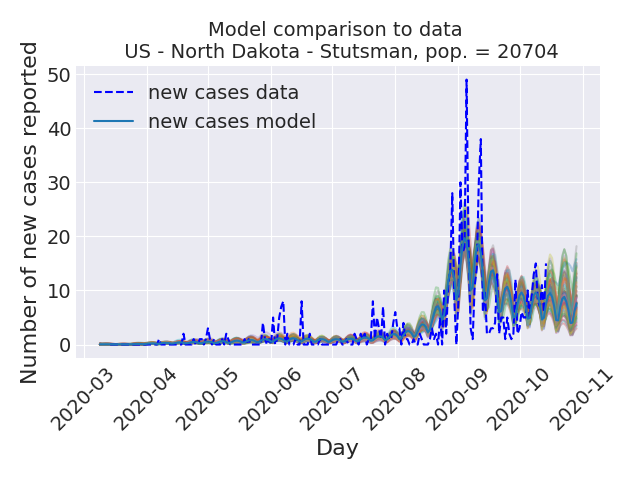 Model comparison to data
US - North Dakota - Stutsman, pop. = 20704
Number of new cases reported
50
40
30
20
10
0
new cases data
new cases model
2020-03
2020-04
2020-05
2020-06
2020-07
2020-08
2020-09
2020-10
2020-11
Day